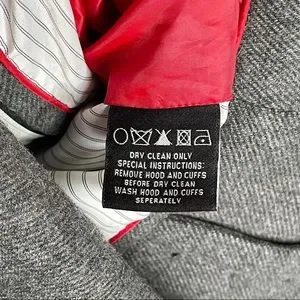 DRY CLEAN ONLY
SPECIAL INSTRUCTIONS:
REMOVE HOOD AND CUFFS
BEFORE DRY CLEAN
WASH HOOD AND CUFFS
SEPERATELY